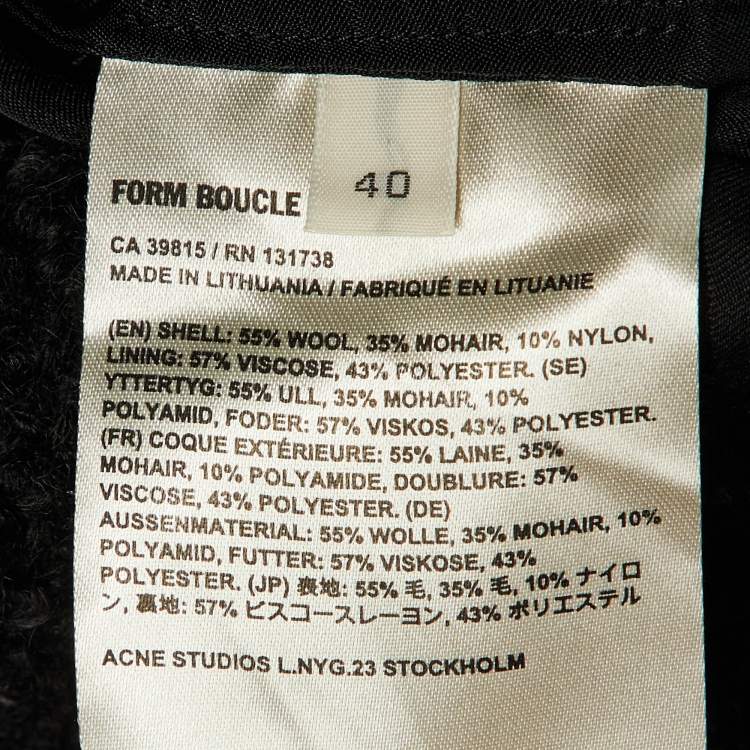 40
FORM BOUCLE
CA 39815 / RN 131738
MADE IN LITHUANIA / FABRIQUÉ EN LITUANIE
(EN) SHELL: 55% WOOL, 35% MOHAIR, 10% NYLON,
LINING: 57% VISCOSE, 43% POLYESTER. (SE)
YTTERTYG: 55% ULL, 35% MOHAIR, 10%
POLYAMID, FODER: 57% VISKOS, 43% POLYESTER.
(FR) COQUE EXTÉRIEURE: 55% LAINE, 35%
MOHAIR, 10% POLYAMIDE, DOUBLURE: 57%
VISCOSE, 43% POLYESTER. (DE)
AUSSENMATERIAL: 55% WOLLE, 35% MOHAIR, 10%
POLYAMID, FUTTER: 57% VISKOSE, 43%
POLYESTER. (JP) 表地: 55% 毛, 35% 毛, 10% ナイロ
ン, 裏地: 57% ビスコースレーヨン, 43% ポリエステル
ACNE STUDIOS L.NYG.23 STOCKHOLM